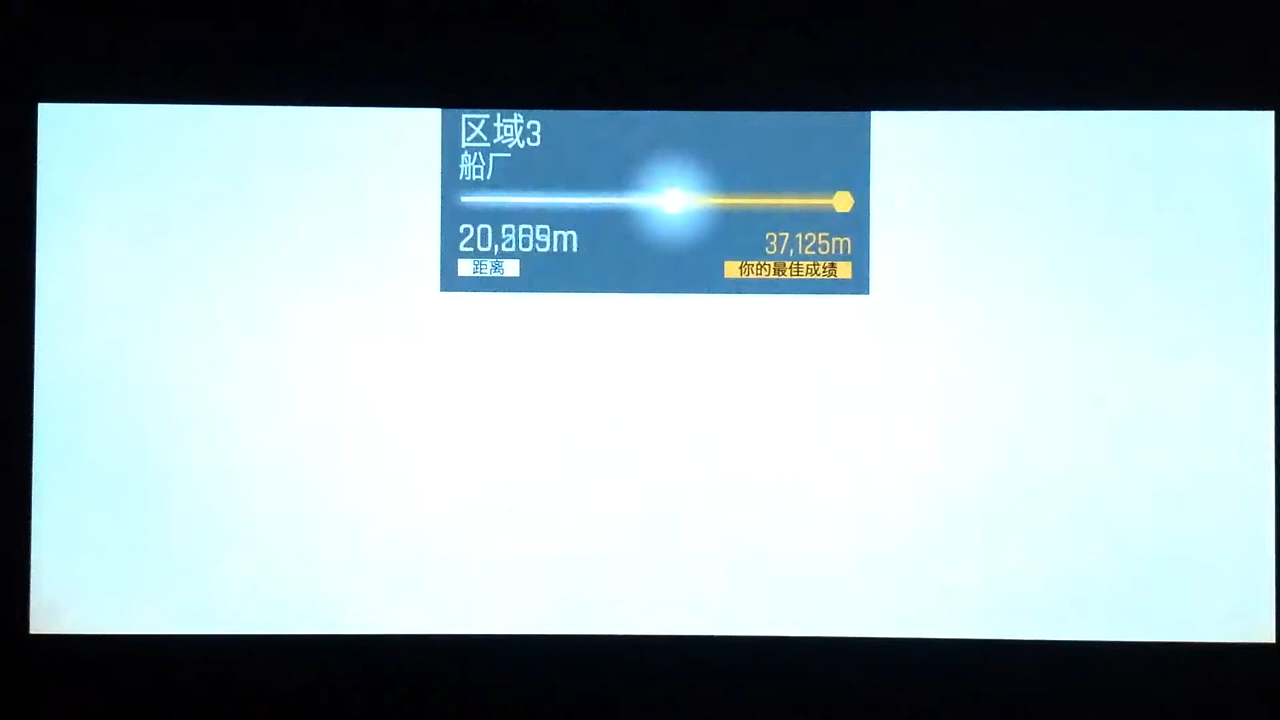 区域3
船厂
37,125m
距离
你的最佳成绩